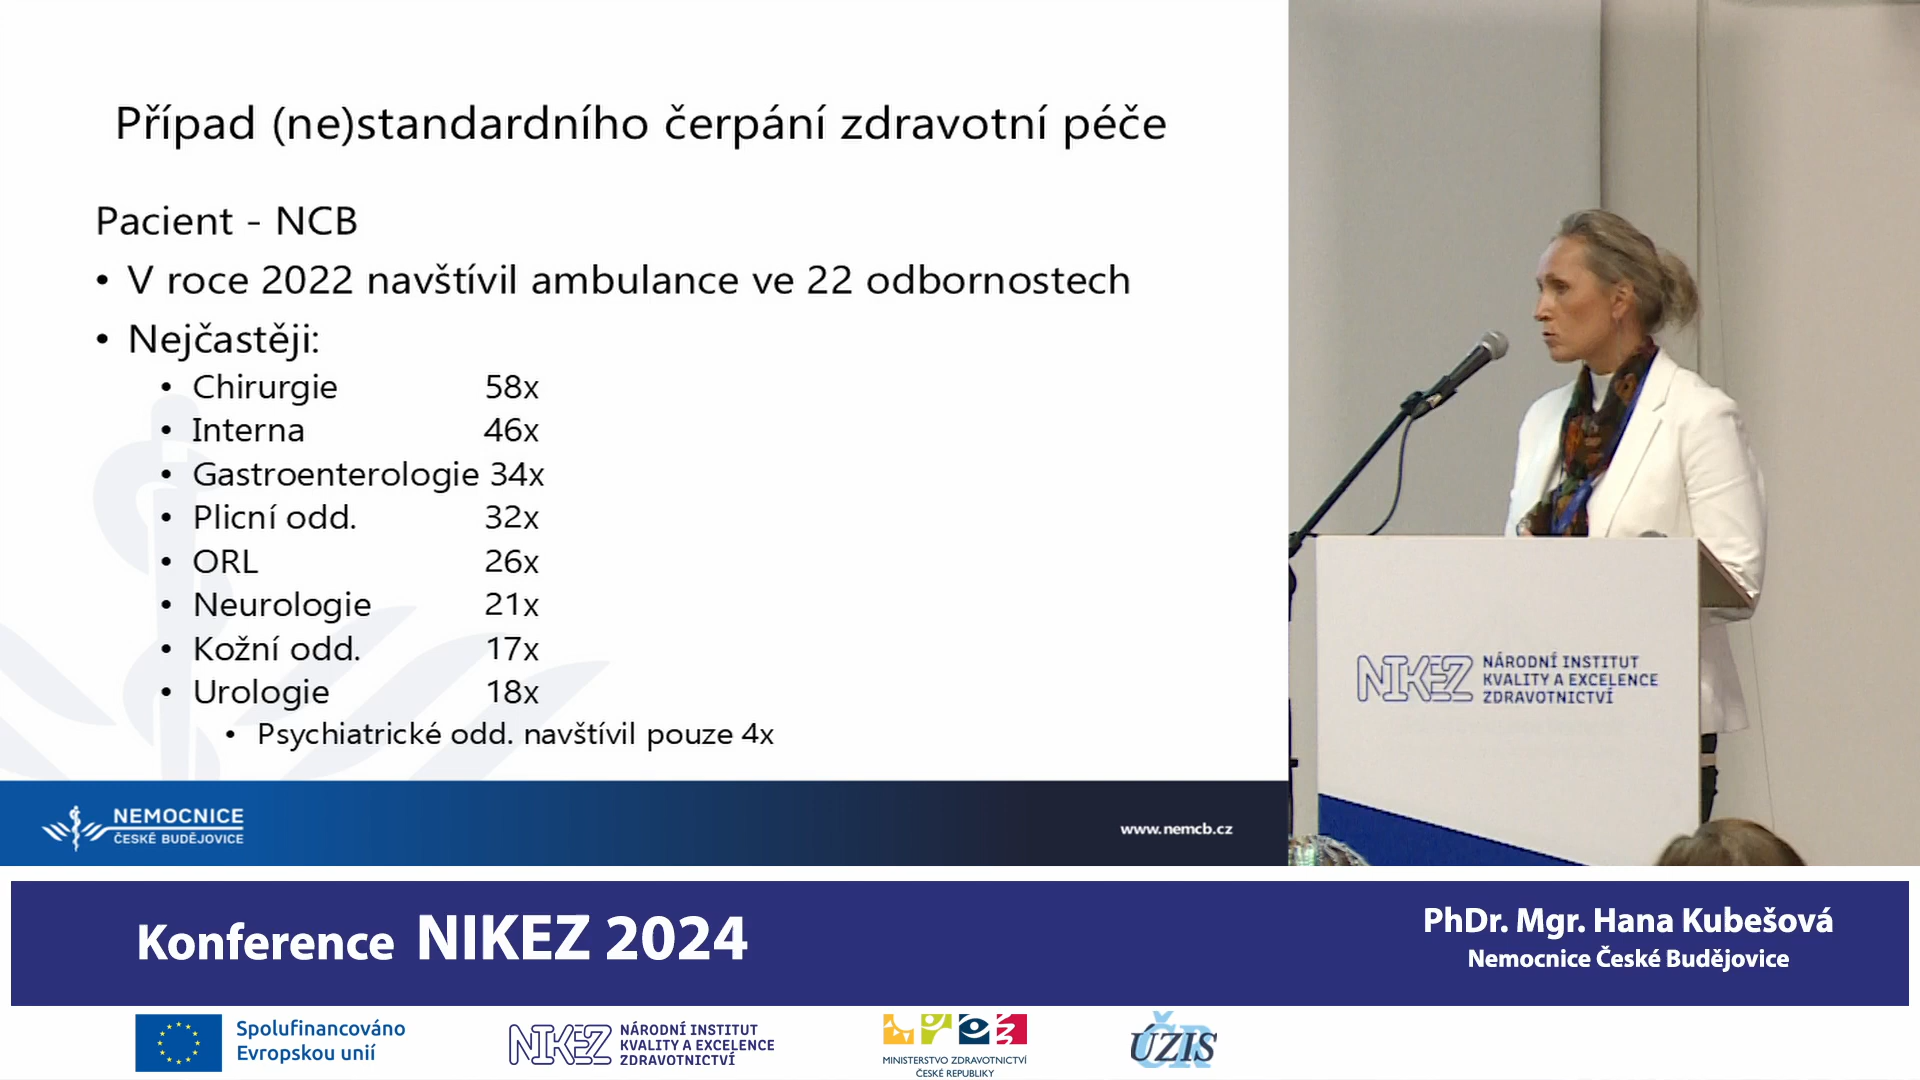 Případ (ne)standardního čerpání zdravotní péče
Pacient - NCB
• V roce 2022 navštívil ambulance ve 22 odbornostech
• Nejčastěji:
• Chirurgie 58x
• Interna 46x
• Gastroenterologie 34x
• Plicní odd. 32x
• ORL 26x
• Neurologie 21x
• Kožní odd. 17x
• Urologie 18x
• Psychiatrické odd. navštívil pouze 4x
NEMOCNICE
ČESKÉ BUDĚJOVICE
www.nemcb.cz
NIKEZ
NÁRODNÍ INSTITUT
KVALITY A EXCELENCE
ZDRAVOTNICTVÍ
Konference NIKEZ 2024
PhDr. Mgr. Hana Kubešová
Nemocnice České Budějovice
Spolufinancováno
Evropskou unií
NIKEZ
NÁRODNÍ INSTITUT
KVALITY A EXCELENCE
ZDRAVOTNICTVÍ
MINISTERSTVO ZDRAVOTNICTVÍ
ČESKÉ REPUBLIKY
ÚZIS
ČR